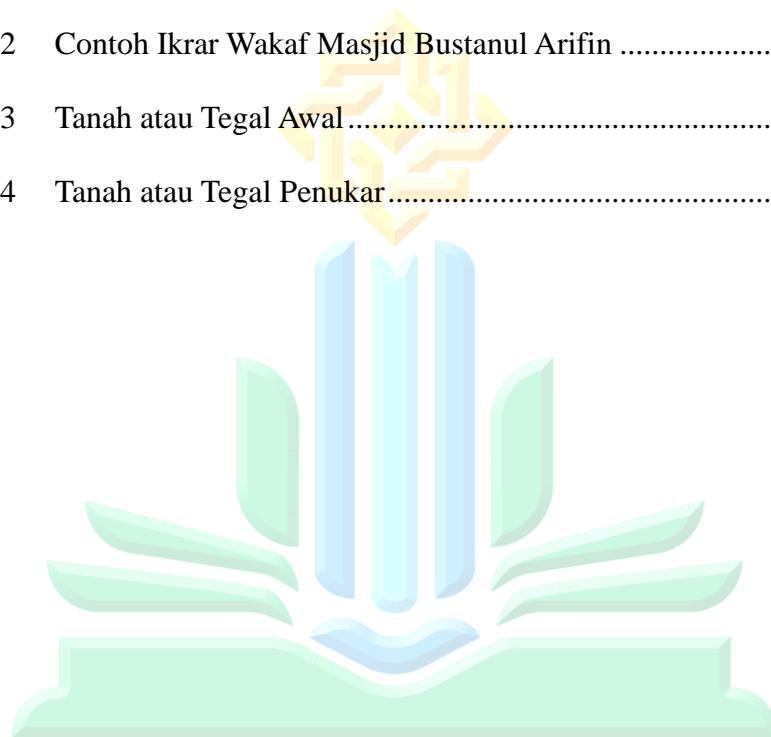 2 Contoh Ikrar Wakaf Masjid Bustanul Arifin ...................
3 Tanah atau Tegal Awal ......................................................
4 Tanah atau Tegal Penukar.................................................